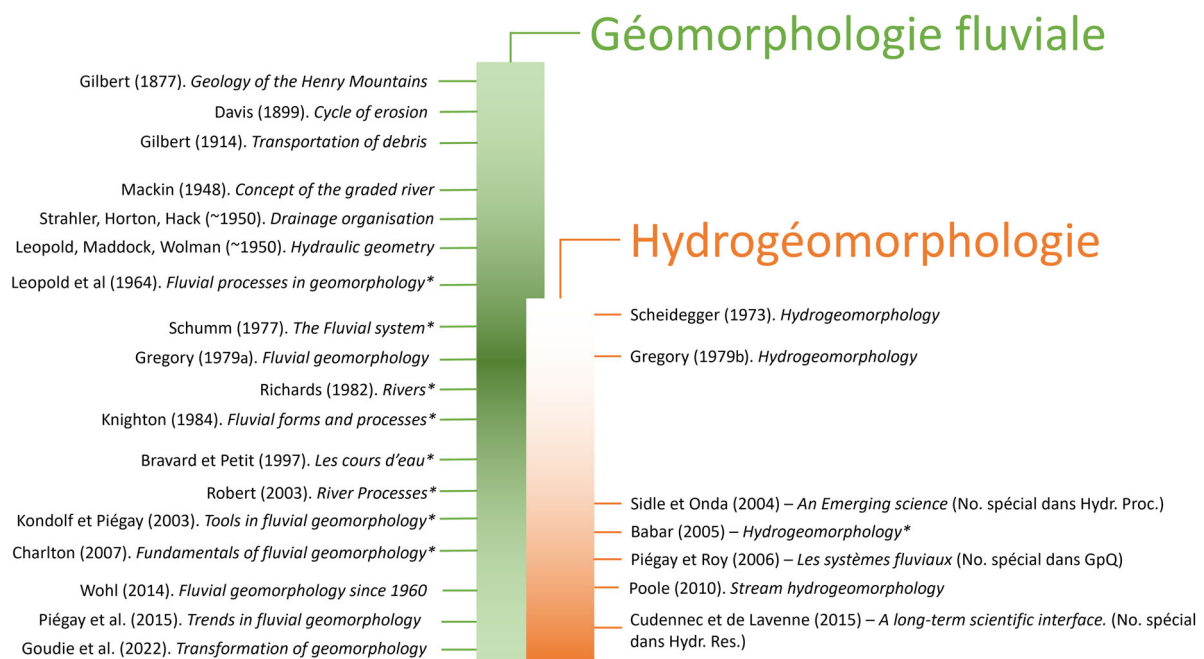 Géomorphologie fluviale
Gilbert (1877). Geology of the Henry Mountains
Davis (1899). Cycle of erosion
Gilbert (1914). Transportation of debris
Mackin (1948). Concept of the graded river
Strahler, Horton, Hack (~1950). Drainage organisation
Leopold, Maddock, Wolman (~1950). Hydraulic geometry
Leopold et al (1964). Fluvial processes in geomorphology*
Schumm (1977). The Fluvial system*
Gregory (1979a). Fluvial geomorphology
Richards (1982). Rivers*
Knighton (1984). Fluvial forms and processes*
Bravard et Petit (1997). Les cours d’eau*
Robert (2003). River Processes*
Kondolf et Piégay (2003). Tools in fluvial geomorphology*
Charlton (2007). Fundamentals of fluvial geomorphology*
Wohl (2014). Fluvial geomorphology since 1960
Piégay et al. (2015). Trends in fluvial geomorphology
Goudie et al. (2022). Transformation of geomorphology
Hydrogéomorphologie
Scheidegger (1973). Hydrogeomorphology
Gregory (1979b). Hydrogeomorphology
Sidle et Onda (2004) – An Emerging science (No. spécial dans Hydr. Proc.)
Babar (2005) – Hydrogeomorphology*
Piégay et Roy (2006) – Les systèmes fluviaux (No. spécial dans GpQ)
Poole (2010). Stream hydrogeomorphology
Cudennec et de Lavenne (2015) – A long-term scientific interface. (No. spécial
dans Hydr. Res.)